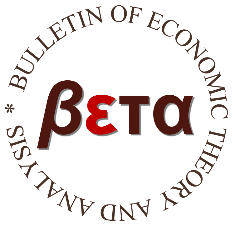 BULLETIN OF ECONOMIC THEORY AND ANALYSIS *
βετα